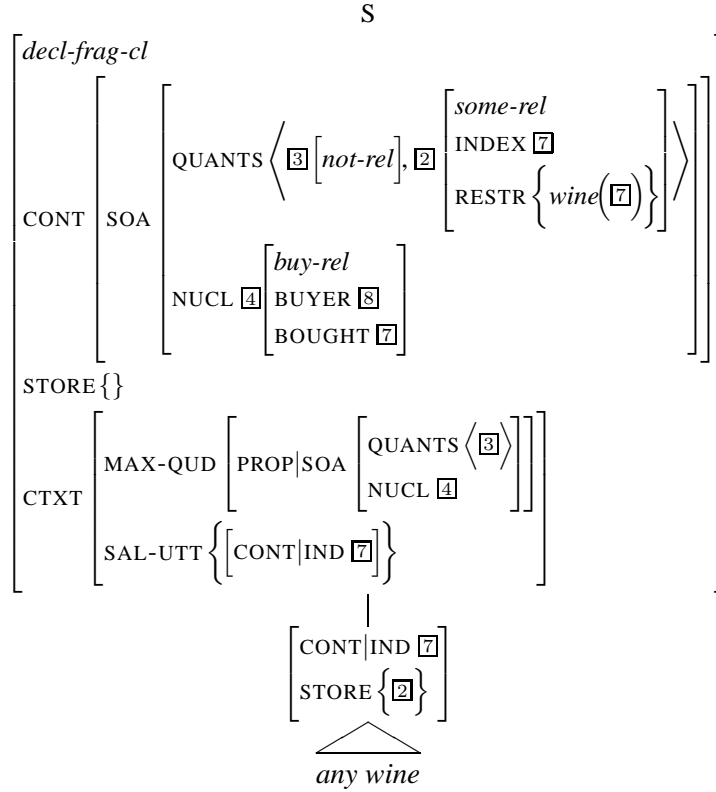 S
decl-frag-cl
CONT [SOA [QUANTS ⟨ [3] [not-rel], [2] [some-rel
INDEX [7]
RESTR { wine([7]) } ] ⟩
NUCL [4] [buy-rel
BUYER [8]
BOUGHT [7] ] ] ]
STORE {}
CTXT [MAX-QUD [PROP|SOA [QUANTS ⟨ [3] ⟩
NUCL [4] ] ]
SAL-UTT { [CONT|IND [7] ] } ]
[CONT|IND [7]
STORE { [2] } ]
any wine